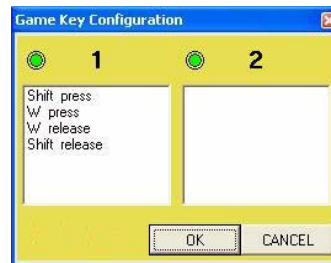 Game Key Configuration
1
2
Shift press
W press
W release
Shift release
OK
CANCEL